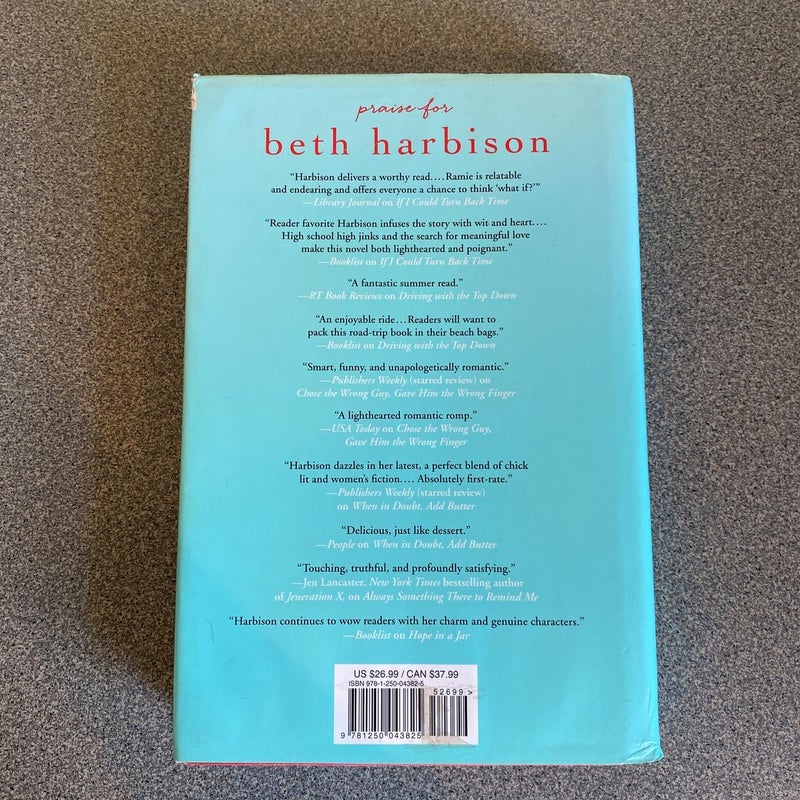 praise for
beth harbison
“Harbison delivers a worthy read.... Ramie is relatable
and endearing and offers everyone a chance to think ‘what if?’”
—Library Journal on If I Could Turn Back Time
“Reader favorite Harbison infuses the story with wit and heart....
High school high jinks and the search for meaningful love
make this novel both lighthearted and poignant.”
—Booklist on If I Could Turn Back Time
“A fantastic summer read.”
—RT Book Reviews on Driving with the Top Down
“An enjoyable ride...Readers will want to
pack this road-trip book in their beach bags.”
—Booklist on Driving with the Top Down
“Smart, funny, and unapologetically romantic.”
—Publishers Weekly (starred review) on
Chose the Wrong Guy, Gave Him the Wrong Finger
“A lighthearted romantic romp.”
—USA Today on Chose the Wrong Guy,
Gave Him the Wrong Finger
“Harbison dazzles in her latest, a perfect blend of chick
lit and women’s fiction.... Absolutely first-rate.”
—Publishers Weekly (starred review)
on When in Doubt, Add Butter
“Delicious, just like dessert.”
—People on When in Doubt, Add Butter
“Touching, truthful, and profoundly satisfying.”
—Jen Lancaster, New York Times bestselling author
of Jeneration X, on Always Something There to Remind Me
“Harbison continues to wow readers with her charm and genuine characters.”
—Booklist on Hope in a Jar
US $26.99 / CAN $37.99
ISBN 978-1-250-04382-5
52699>
9 781250 043825